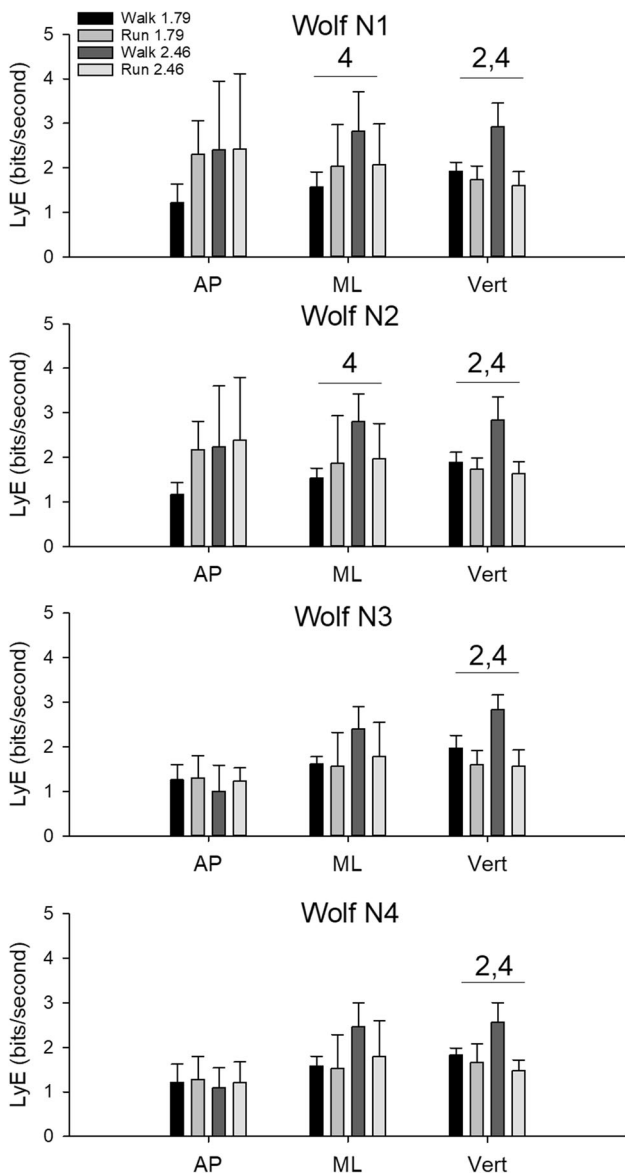 Wolf N1
Walk 1.79
Run 1.79
Walk 2.46
Run 2.46
4
2,4
LyE (bits/second)
5
4
3
2
1
0
AP
ML
Vert
Wolf N2
4
2,4
LyE (bits/second)
5
4
3
2
1
0
AP
ML
Vert
Wolf N3
2,4
LyE (bits/second)
5
4
3
2
1
0
AP
ML
Vert
Wolf N4
2,4
LyE (bits/second)
5
4
3
2
1
0
AP
ML
Vert